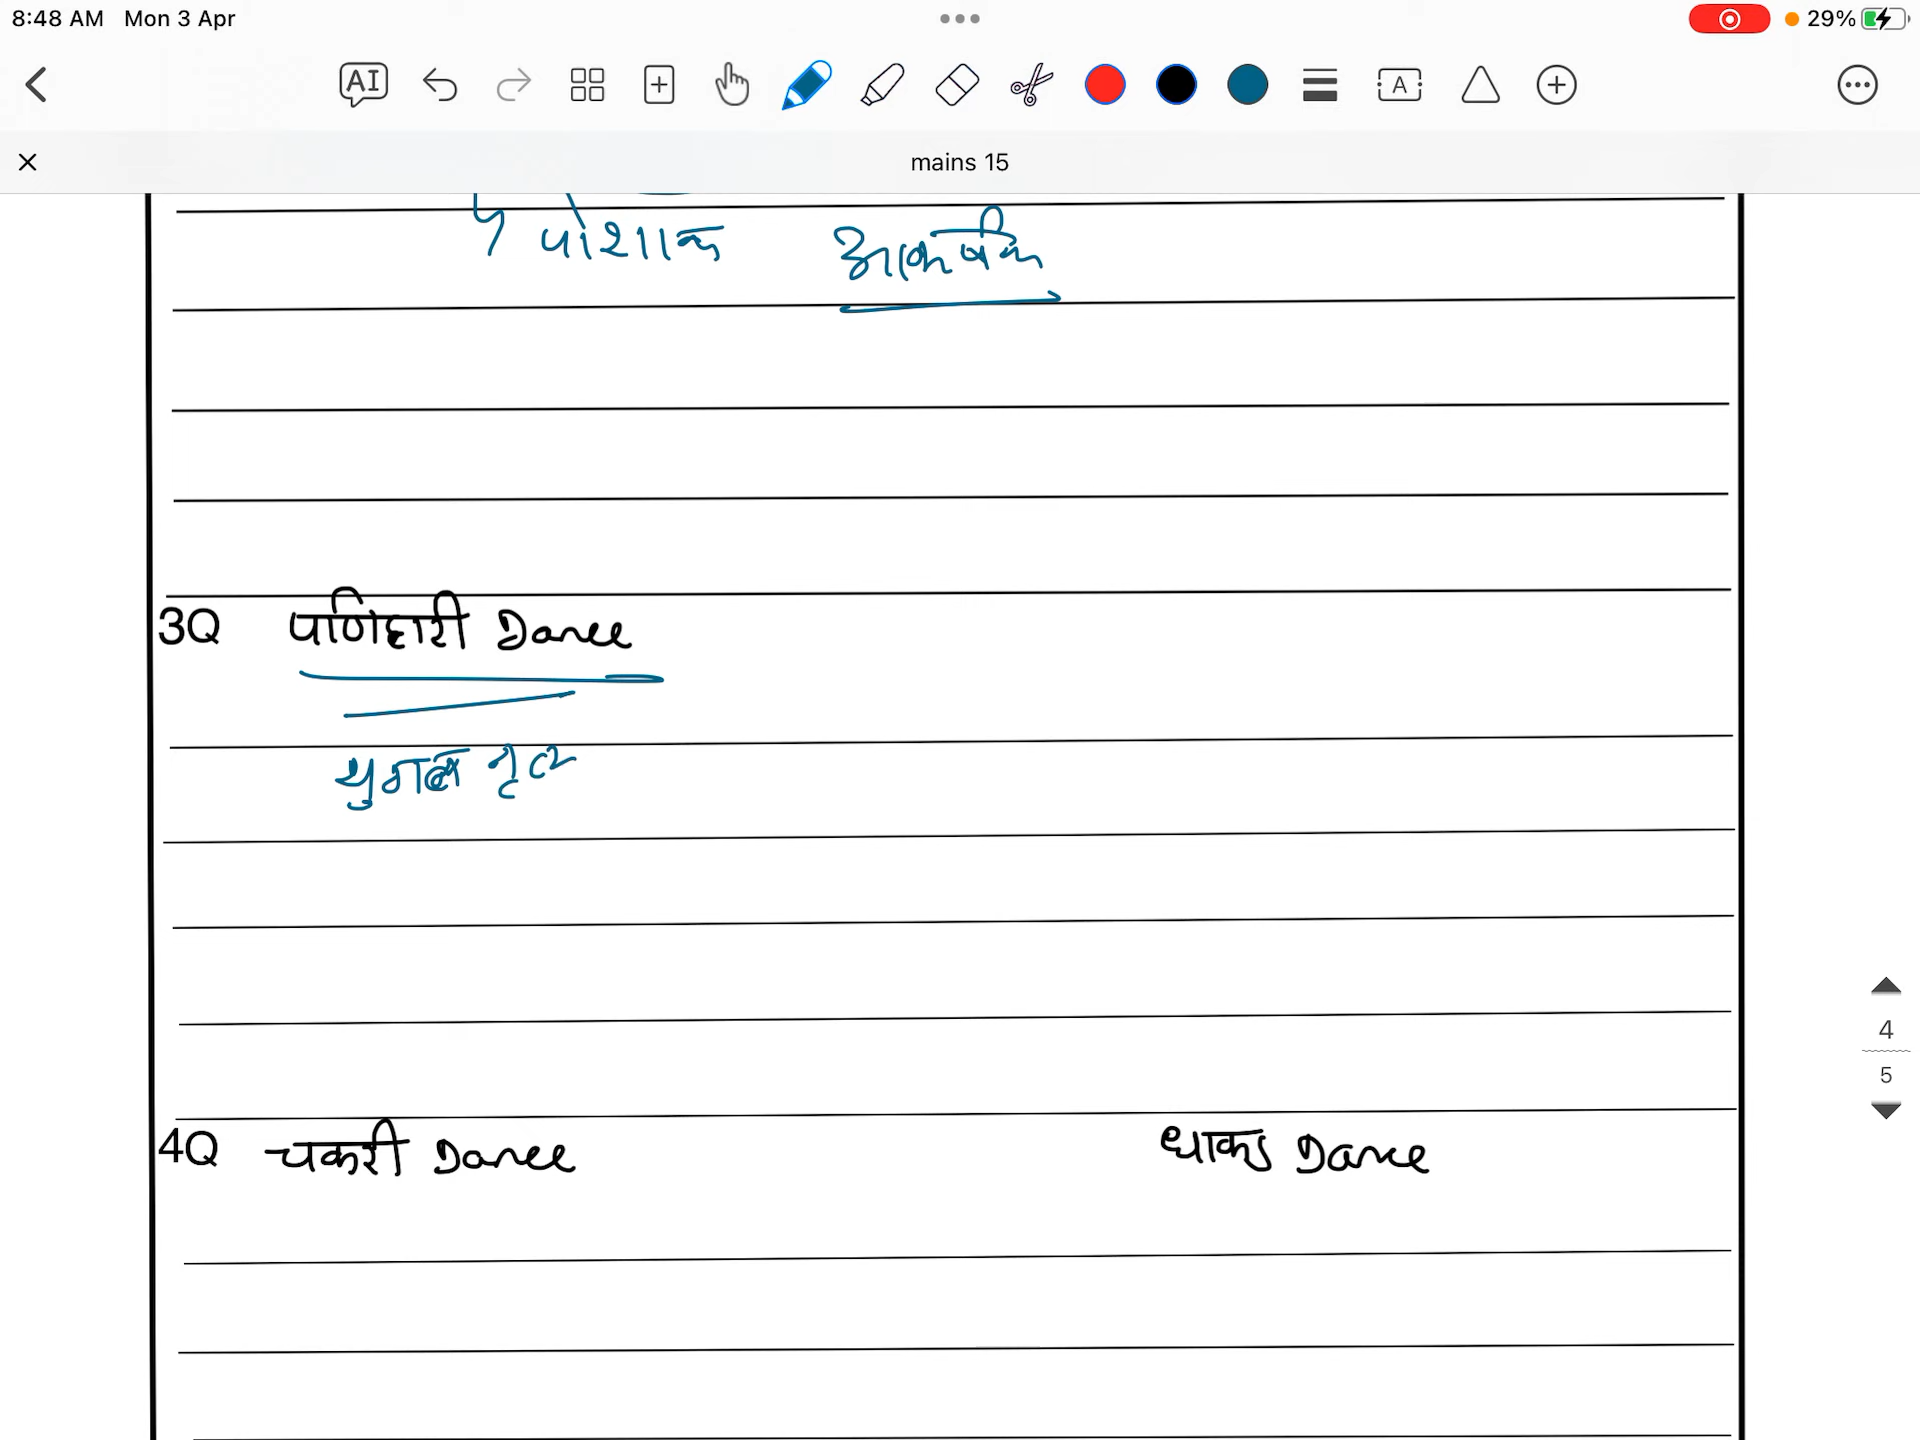 8:48 AM Mon 3 Apr
29%
AI
A
mains 15
पोशाक आकर्षक
3Q पणिहारी Dance
युगल नृत्य
4
5
4Q चकरी Dance धाकड Dance